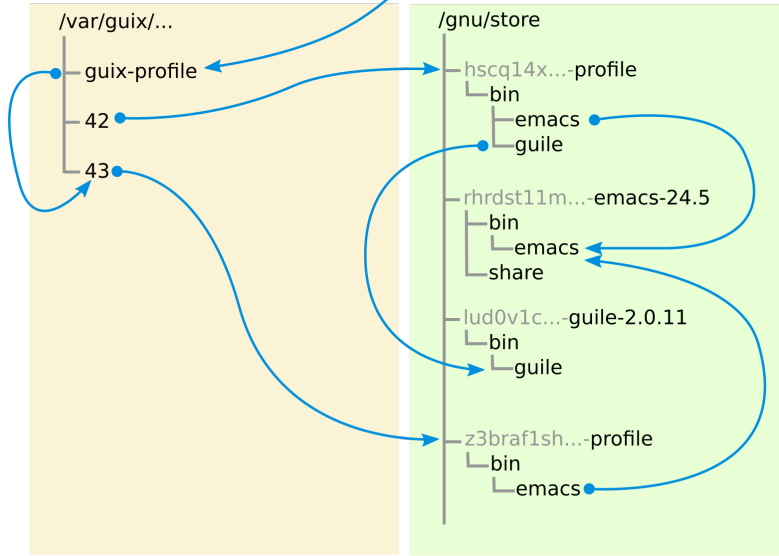 /var/guix/...
guix-profile
42
43
/gnu/store
hscq14x...-profile
bin
emacs
guile
rhrdst11m...-emacs-24.5
bin
emacs
share
lud0v1c...-guile-2.0.11
bin
guile
z3braf1sh...-profile
bin
emacs